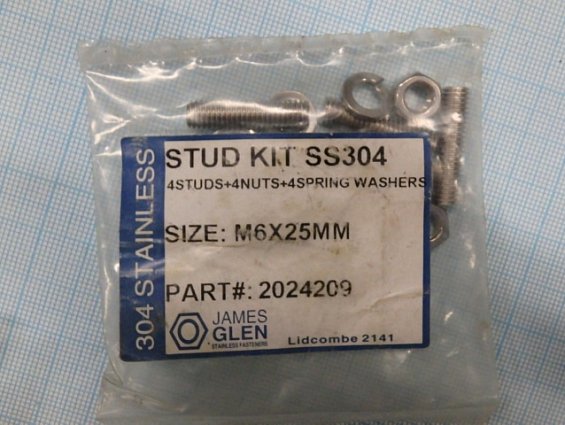 304 STAINLESS
STUD KIT SS304
4STUDS+4NUTS+4SPRING WASHERS
SIZE: M6X25MM
PART#: 2024209
JAMES
GLEN
STAINLESS FASTENERS
Lidcombe 2141